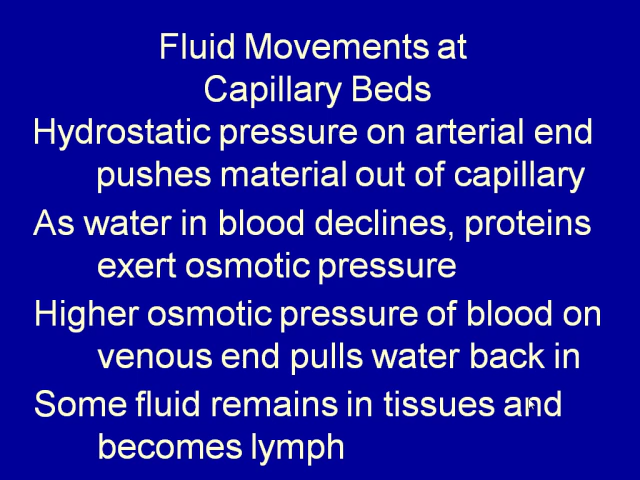 Fluid Movements at
Capillary Beds
Hydrostatic pressure on arterial end
pushes material out of capillary
As water in blood declines, proteins
exert osmotic pressure
Higher osmotic pressure of blood on
venous end pulls water back in
Some fluid remains in tissues and
becomes lymph